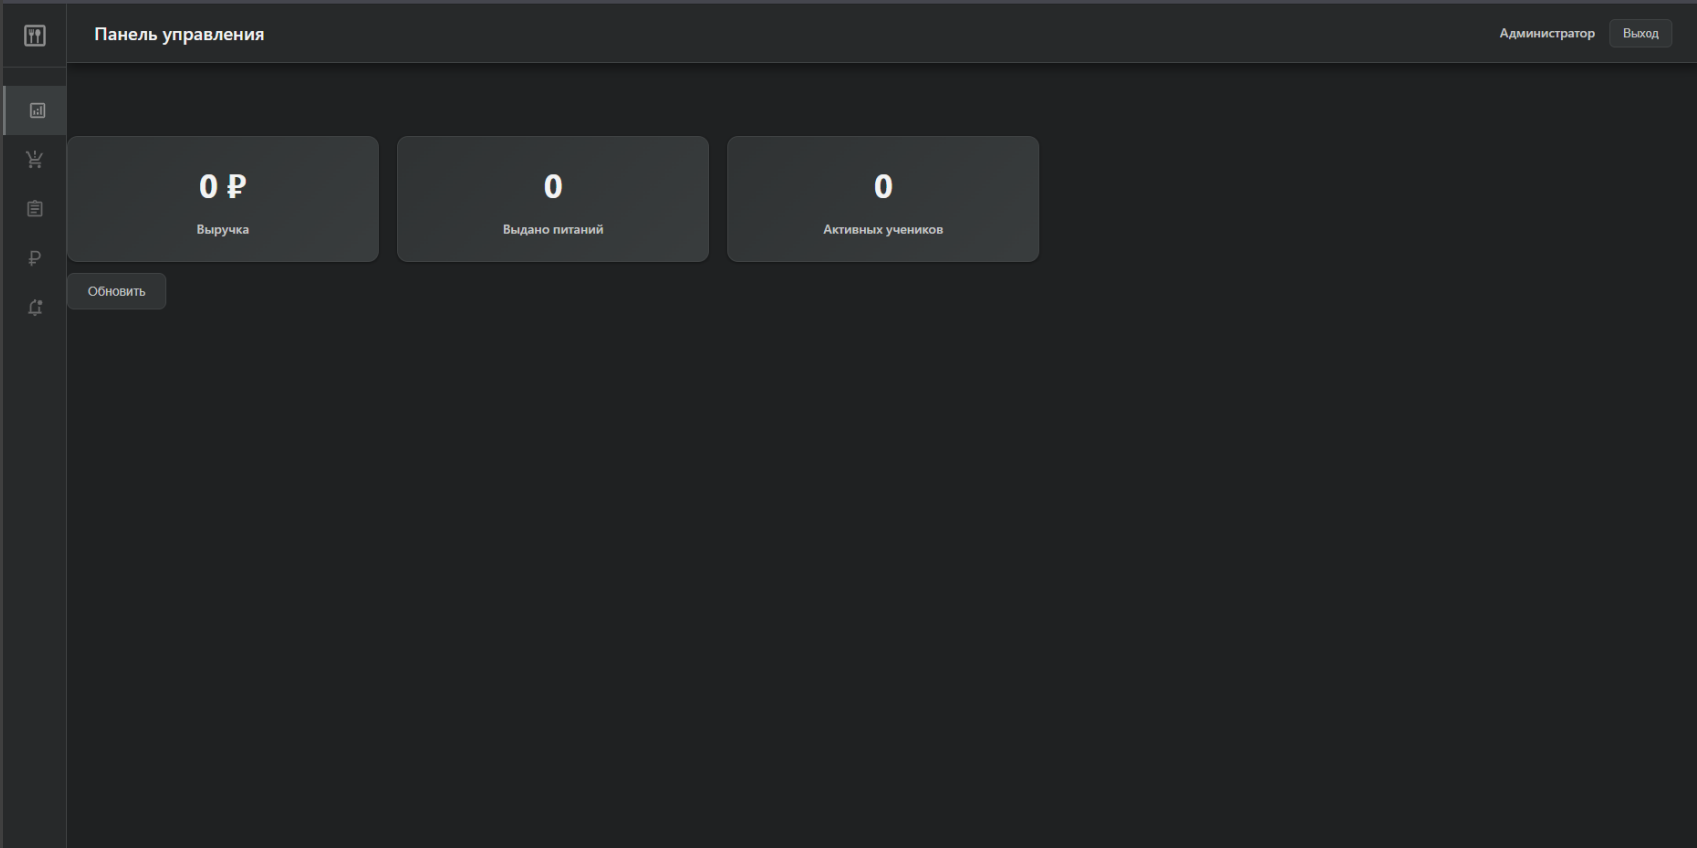 Панель управления
Администратор
Выход
0 ₽
Выручка
0
Выдано питаний
0
Активных учеников
Обновить